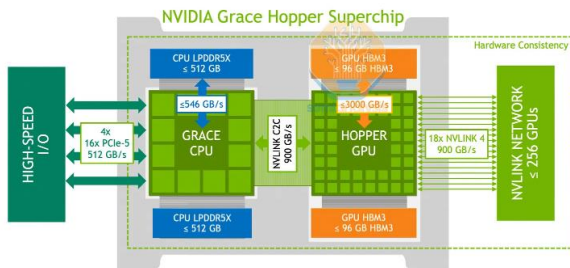 NVIDIA Grace Hopper Superchip
Hardware Consistency
CPU LPDDR5X
≤ 512 GB
GPU HBM3
≤ 96 GB HBM3
≤546 GB/s
≤3000 GB/s
HIGH-SPEED
I/O
4x
16x PCIe-5
512 GB/s
GRACE
CPU
NVLINK C2C
900 GB/s
HOPPER
GPU
18x NVLINK 4
900 GB/s
NVLINK NETWORK
≤ 256 GPUs
CPU LPDDR5X
≤ 512 GB
GPU HBM3
≤ 96 GB HBM3